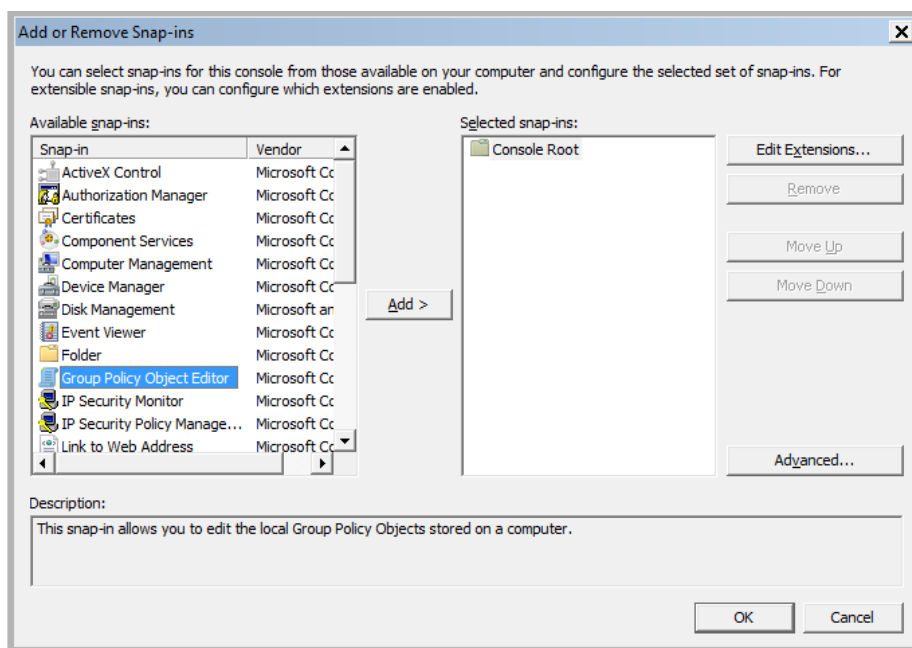 Add or Remove Snap-ins
You can select snap-ins for this console from those available on your computer and configure the selected set of snap-ins. For
extensible snap-ins, you can configure which extensions are enabled.
Available snap-ins:
Snap-in Vendor
ActiveX Control Microsoft Co
Authorization Manager Microsoft Co
Certificates Microsoft Co
Component Services Microsoft Co
Computer Management Microsoft Co
Device Manager Microsoft Co
Disk Management Microsoft an
Event Viewer Microsoft Co
Folder Microsoft Co
Group Policy Object Editor Microsoft Co
IP Security Monitor Microsoft Co
IP Security Policy Manage... Microsoft Co
Link to Web Address Microsoft Co
Add >
Selected snap-ins:
Console Root
Edit Extensions...
Remove
Move Up
Move Down
Advanced...
Description:
This snap-in allows you to edit the local Group Policy Objects stored on a computer.
OK Cancel